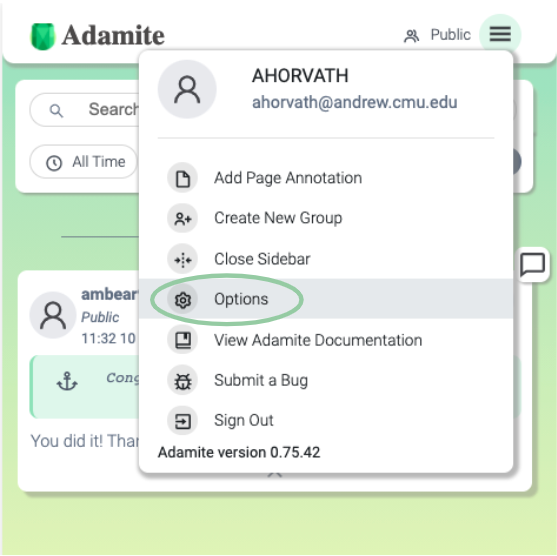 Adamite
Public
AHORVATH
ahorvath@andrew.cmu.edu
Search
All Time
Add Page Annotation
Create New Group
Close Sidebar
Options
View Adamite Documentation
Submit a Bug
Sign Out
Adamite version 0.75.42
ambear
Public
11:32 10
Cong
You did it! Than